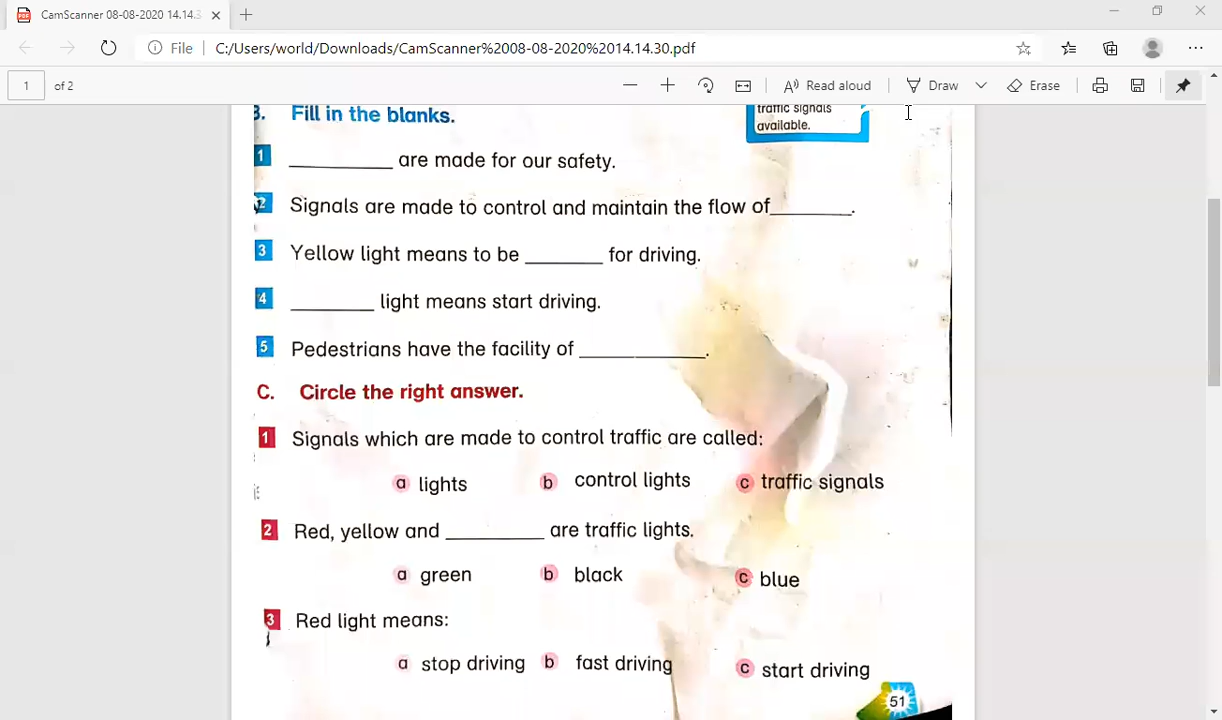 CamScanner 08-08-2020 14.14.3
File C:/Users/world/Downloads/CamScanner%2008-08-2020%2014.14.30.pdf
1 of 2 Read aloud Draw Erase
traffic signals
available.
B. Fill in the blanks.
1 __________ are made for our safety.
2 Signals are made to control and maintain the flow of ________.
3 Yellow light means to be ________ for driving.
4 ________ light means start driving.
5 Pedestrians have the facility of ____________.
C. Circle the right answer.
1 Signals which are made to control traffic are called:
a lights b control lights c traffic signals
2 Red, yellow and __________ are traffic lights.
a green b black c blue
3 Red light means:
a stop driving b fast driving c start driving
51